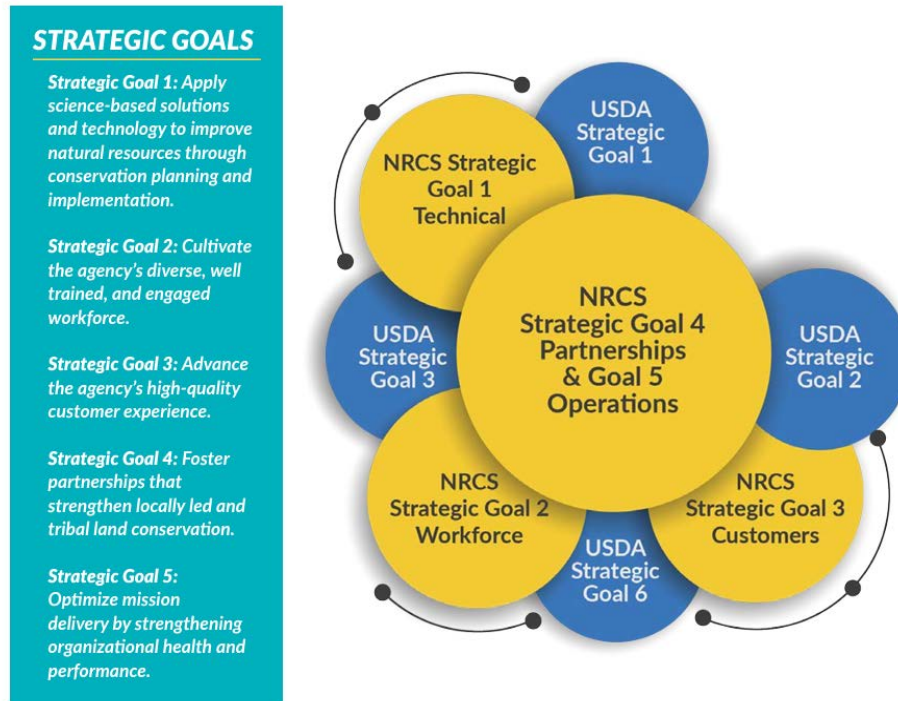 STRATEGIC GOALS
Strategic Goal 1: Apply
science-based solutions
and technology to improve
natural resources through
conservation planning and
implementation.
Strategic Goal 2: Cultivate
the agency's diverse, well
trained, and engaged
workforce.
Strategic Goal 3: Advance
the agency's high-quality
customer experience.
Strategic Goal 4: Foster
partnerships that
strengthen locally led and
tribal land conservation.
Strategic Goal 5:
Optimize mission
delivery by strengthening
organizational health and
performance.
USDA
Strategic
Goal 1
NRCS Strategic
Goal 1
Technical
NRCS
Strategic Goal 4
Partnerships
& Goal 5
Operations
USDA
Strategic
Goal 3
USDA
Strategic
Goal 2
NRCS
Strategic Goal 2
Workforce
USDA
Strategic
Goal 6
NRCS
Strategic Goal 3
Customers